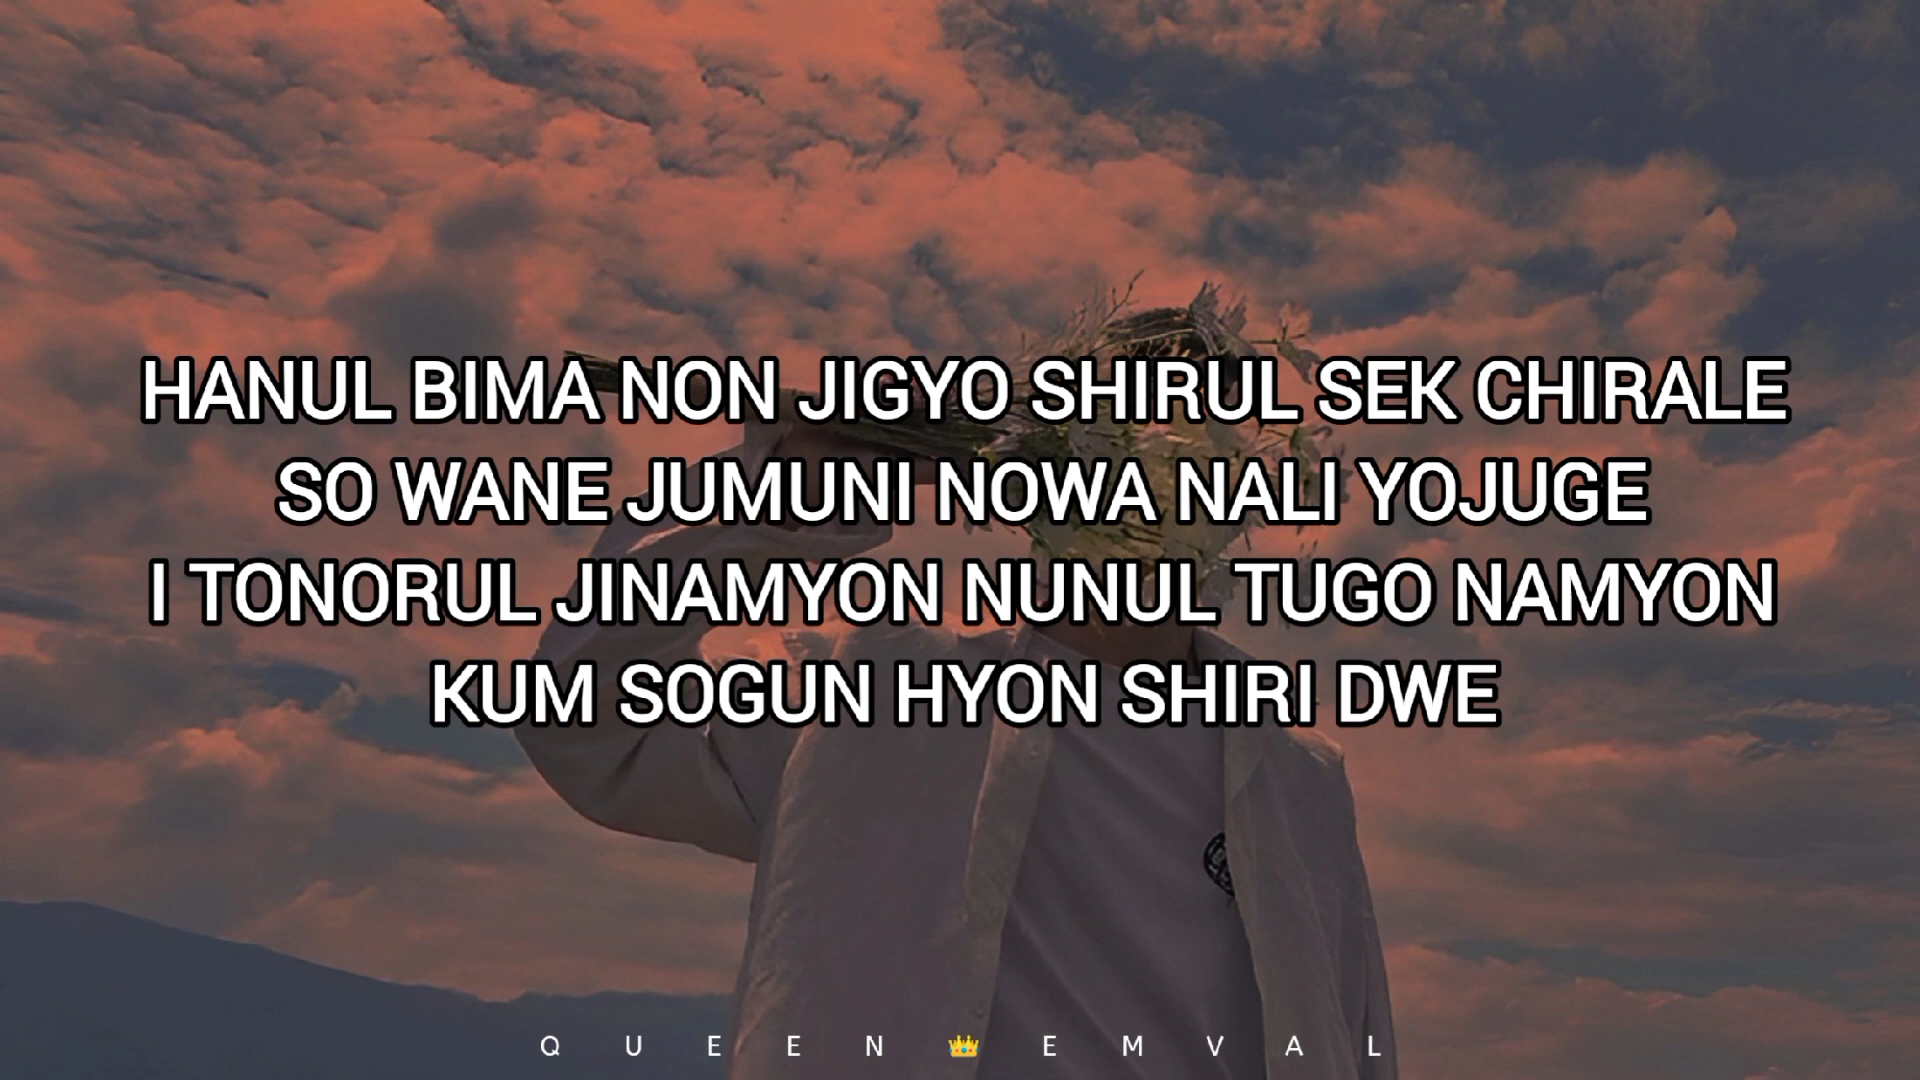 HANUL BIMA NON JIGYO SHIRUL SEK CHIRALE
SO WANE JUMUNI NOWA NALI YOJUGE
I TONORUL JINAMYON NUNUL TUGO NAMYON
KUM SOGUN HYON SHIRI DWE
QUEEN👑EMVAL